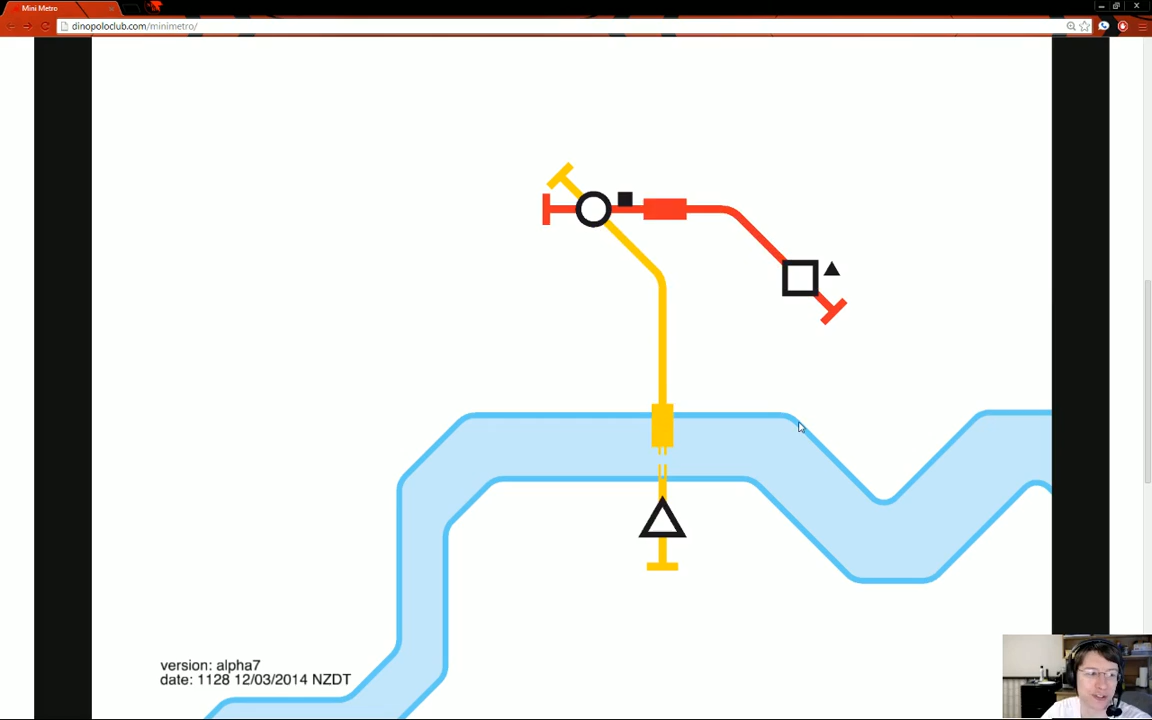 Mini Metro
dinopoloclub.com/minimetro/
version: alpha7
date: 1128 12/03/2014 NZDT